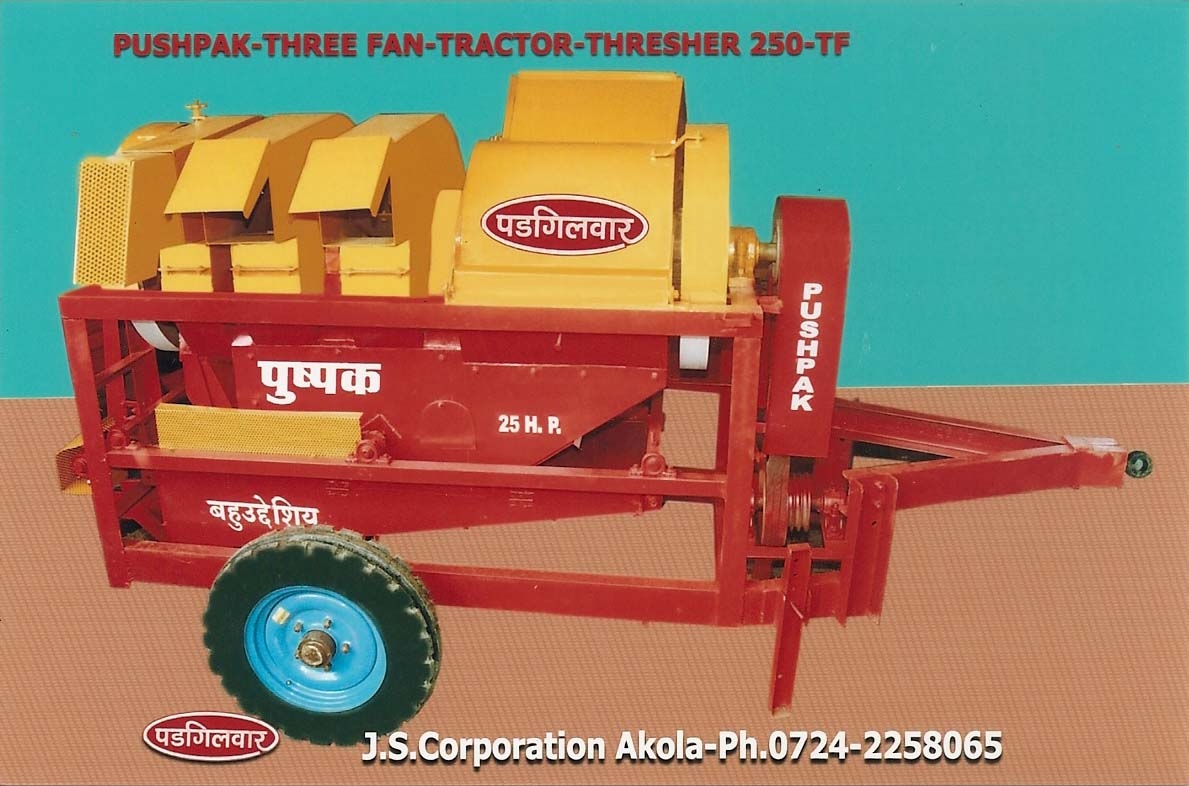 PUSHPAK-THREE FAN-TRACTOR-THRESHER 250-TF
पडगिलवार
PUSHPAK
पुष्पक
25 H. P.
बहुउद्देशिय
पडगिलवार
J.S.Corporation Akola-Ph.0724-2258065